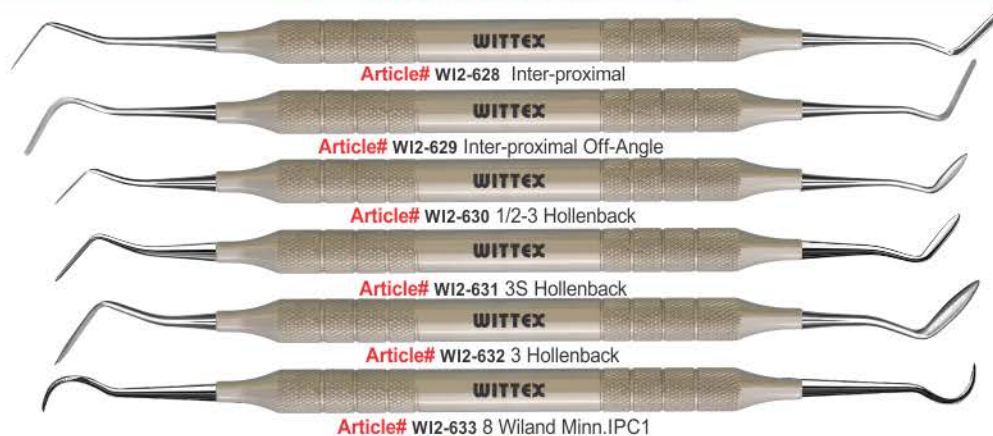 WITTEX
Article# WI2-628 Inter-proximal
WITTEX
Article# WI2-629 Inter-proximal Off-Angle
WITTEX
Article# WI2-630 1/2-3 Hollenback
WITTEX
Article# WI2-631 3S Hollenback
WITTEX
Article# WI2-632 3 Hollenback
WITTEX
Article# WI2-633 8 Wiland Minn.IPC1